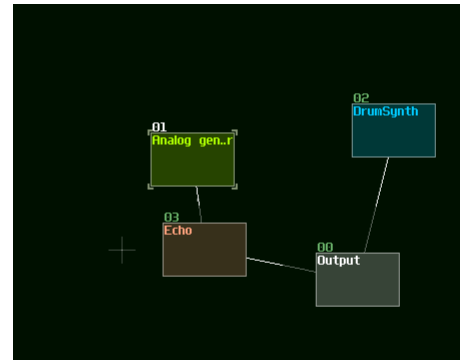 02
DrumSynth
01
Analog gen..r
03
Echo
00
Output